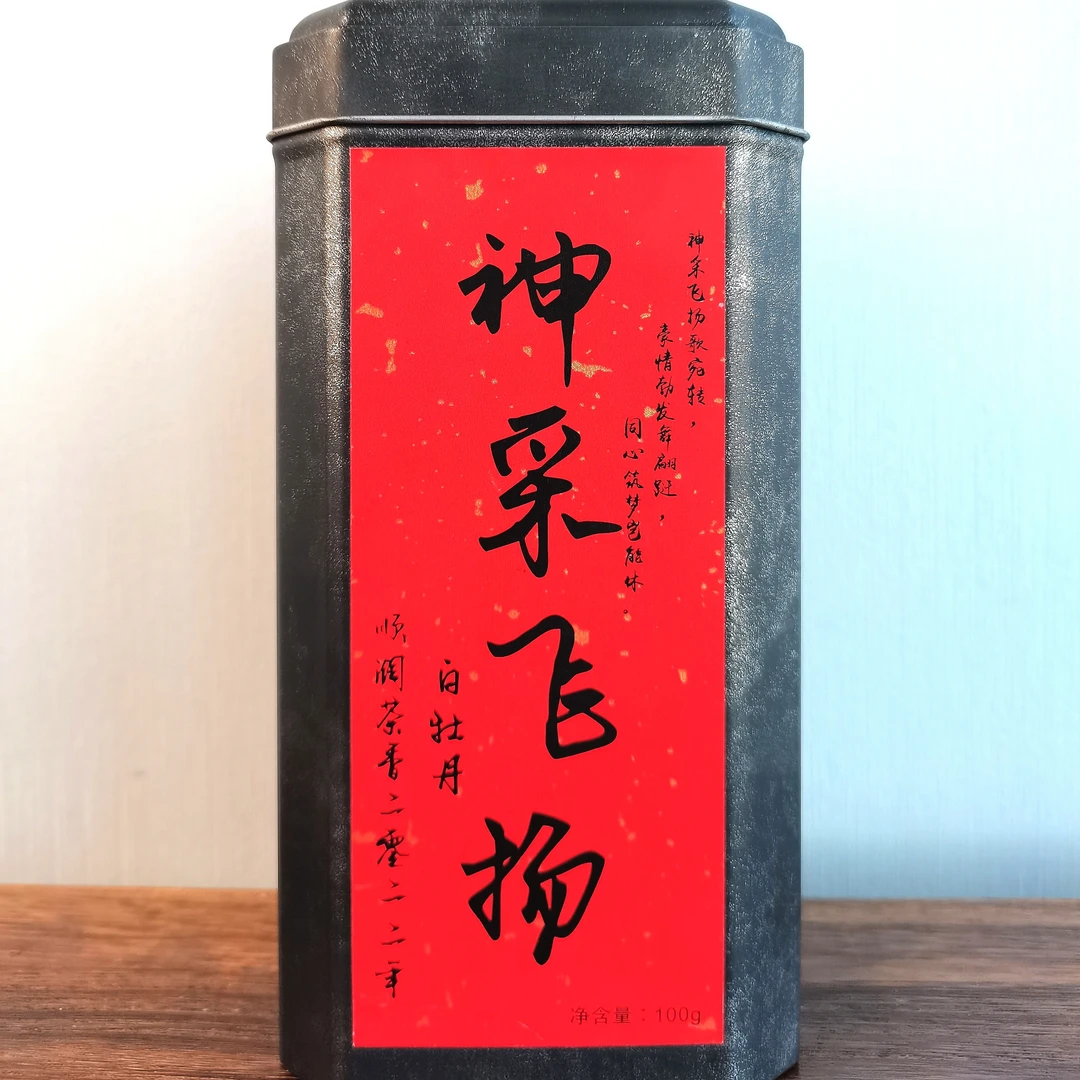 神采飞扬歌宛转，
豪情勃发舞翩跹，
同心筑梦岂能休。
神采飞扬
白牡丹
顺润茶香二零二二年
净含量：100g